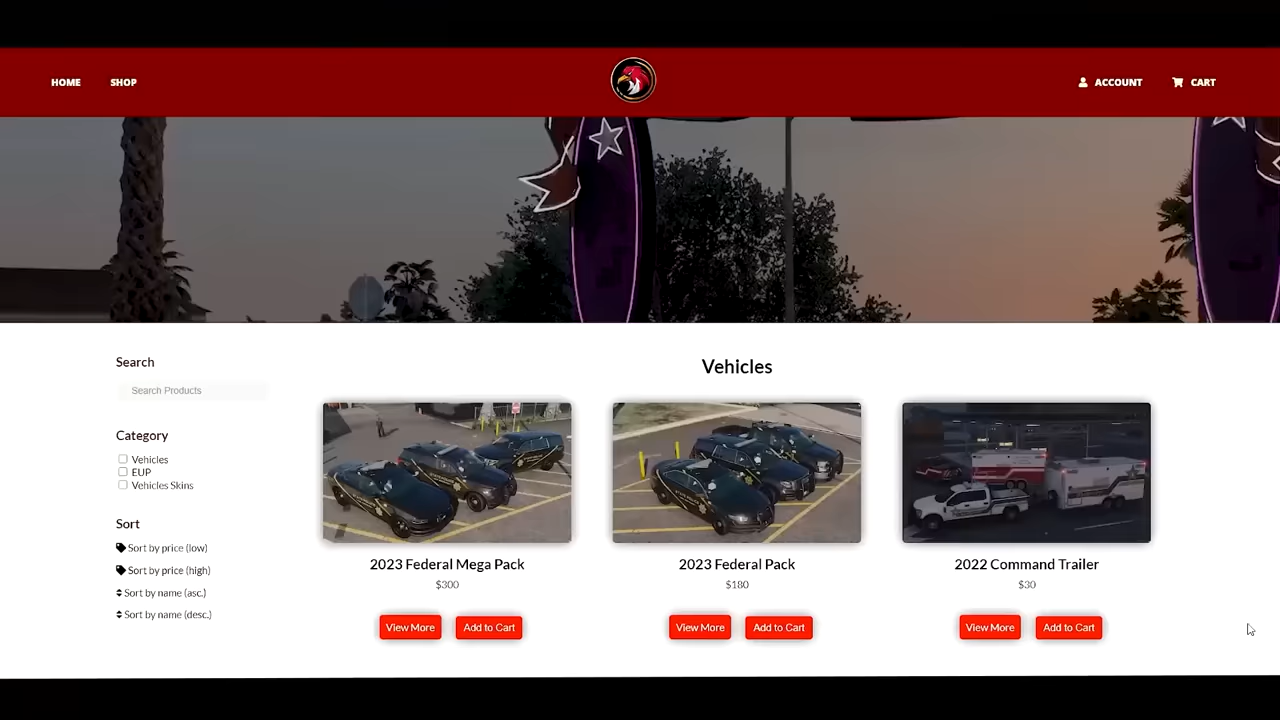 HOME
SHOP
ACCOUNT
CART
Search
Search Products
Category
Vehicles
EUP
Vehicles Skins
Sort
Sort by price (low)
Sort by price (high)
Sort by name (asc.)
Sort by name (desc.)
Vehicles
2023 Federal Mega Pack
$300
View More
Add to Cart
2023 Federal Pack
$180
View More
Add to Cart
2022 Command Trailer
$30
View More
Add to Cart